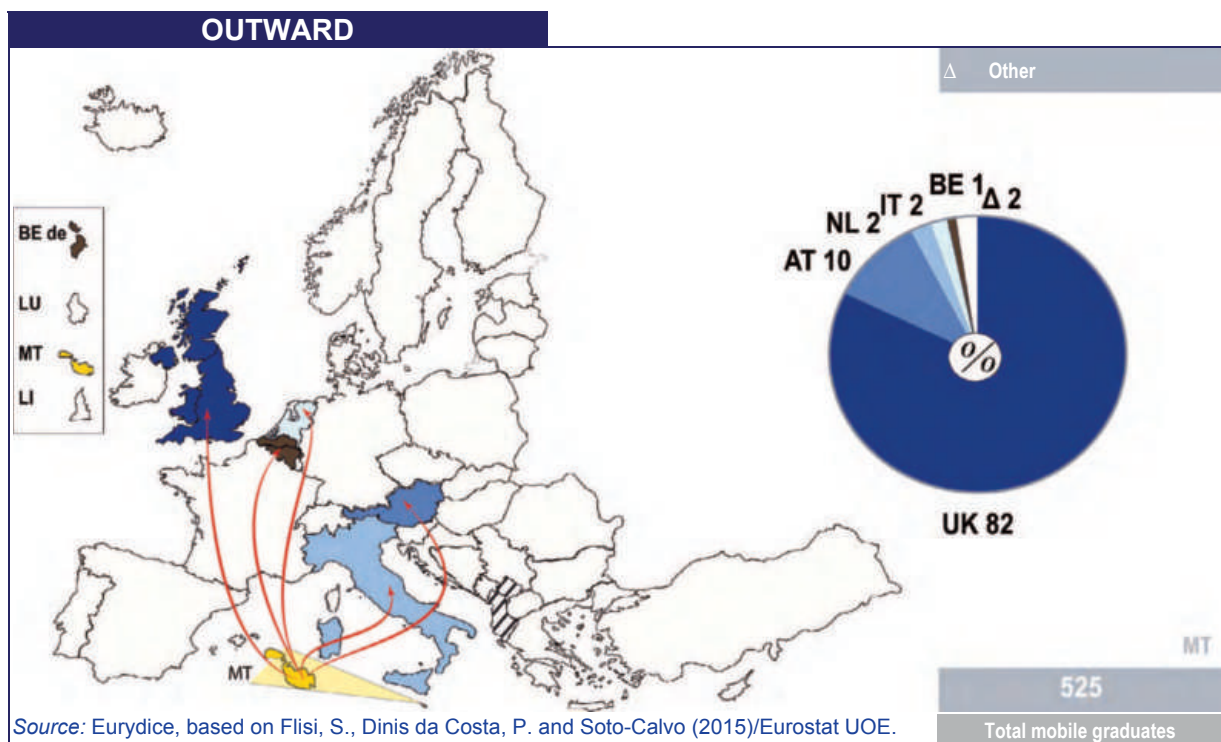 OUTWARD
Δ Other
BE de
LU
MT
LI
BE 1
Δ 2
IT 2
NL 2
AT 10
%
UK 82
MT
MT
525
Total mobile graduates
Source: Eurydice, based on Flisi, S., Dinis da Costa, P. and Soto-Calvo (2015)/Eurostat UOE.